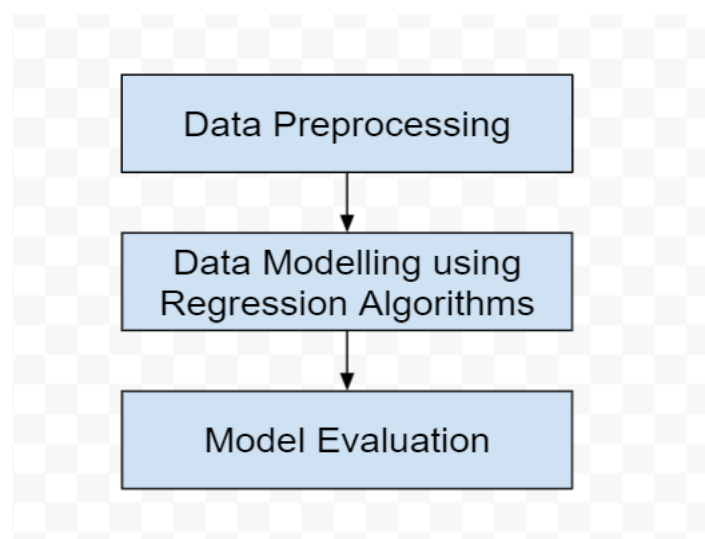 Data Preprocessing
Data Modelling using
Regression Algorithms
Model Evaluation